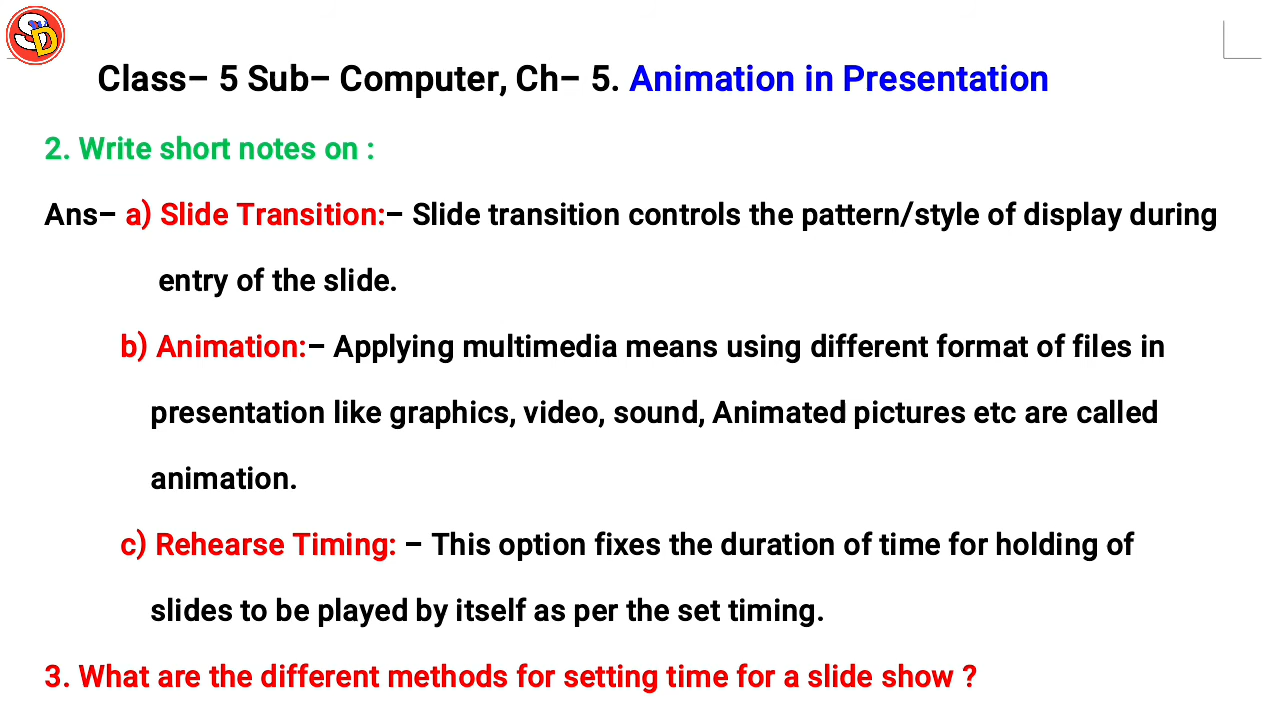 SD
Class– 5 Sub– Computer, Ch– 5. Animation in Presentation
2. Write short notes on :
Ans– a) Slide Transition:– Slide transition controls the pattern/style of display during
entry of the slide.
b) Animation:– Applying multimedia means using different format of files in
presentation like graphics, video, sound, Animated pictures etc are called
animation.
c) Rehearse Timing: – This option fixes the duration of time for holding of
slides to be played by itself as per the set timing.
3. What are the different methods for setting time for a slide show ?